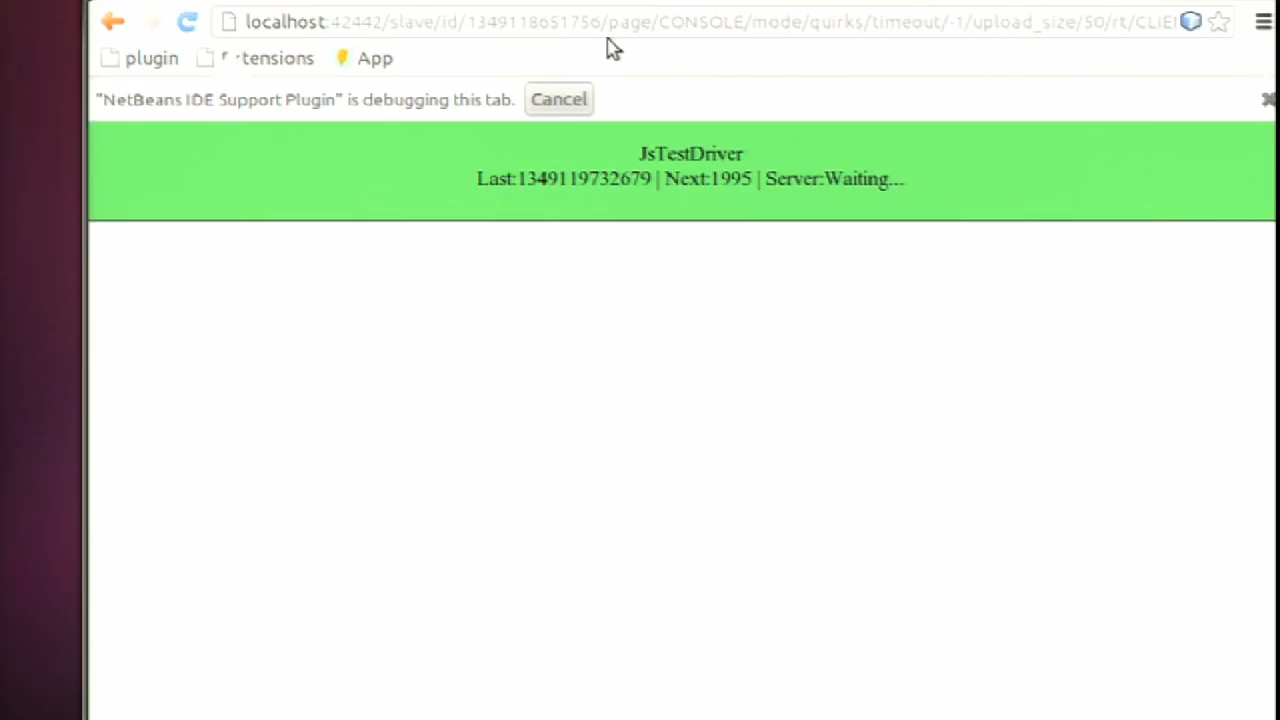 localhost:42442/slave/id/1349118651756/page/CONSOLE/mode/quirks/timeout/-1/upload_size/50/rt/CLIE
plugin tensions App
"NetBeans IDE Support Plugin" is debugging this tab. Cancel
JsTestDriver
Last:1349119732679 | Next:1995 | Server:Waiting...